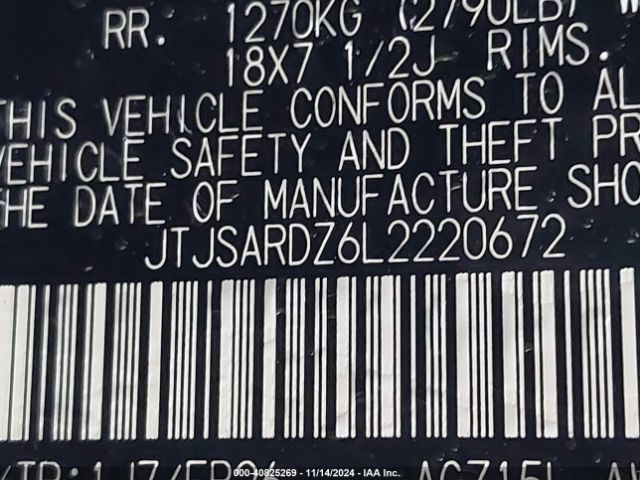 RR. 1270KG (2790LB)
18X7 1/2J RIMS.
THIS VEHICLE CONFORMS TO AL
VEHICLE SAFETY AND THEFT PR
THE DATE OF MANUFACTURE SHO
JTJSARDZ6L2220672
000-40825269 - 11/14/2024 - IAA Inc.